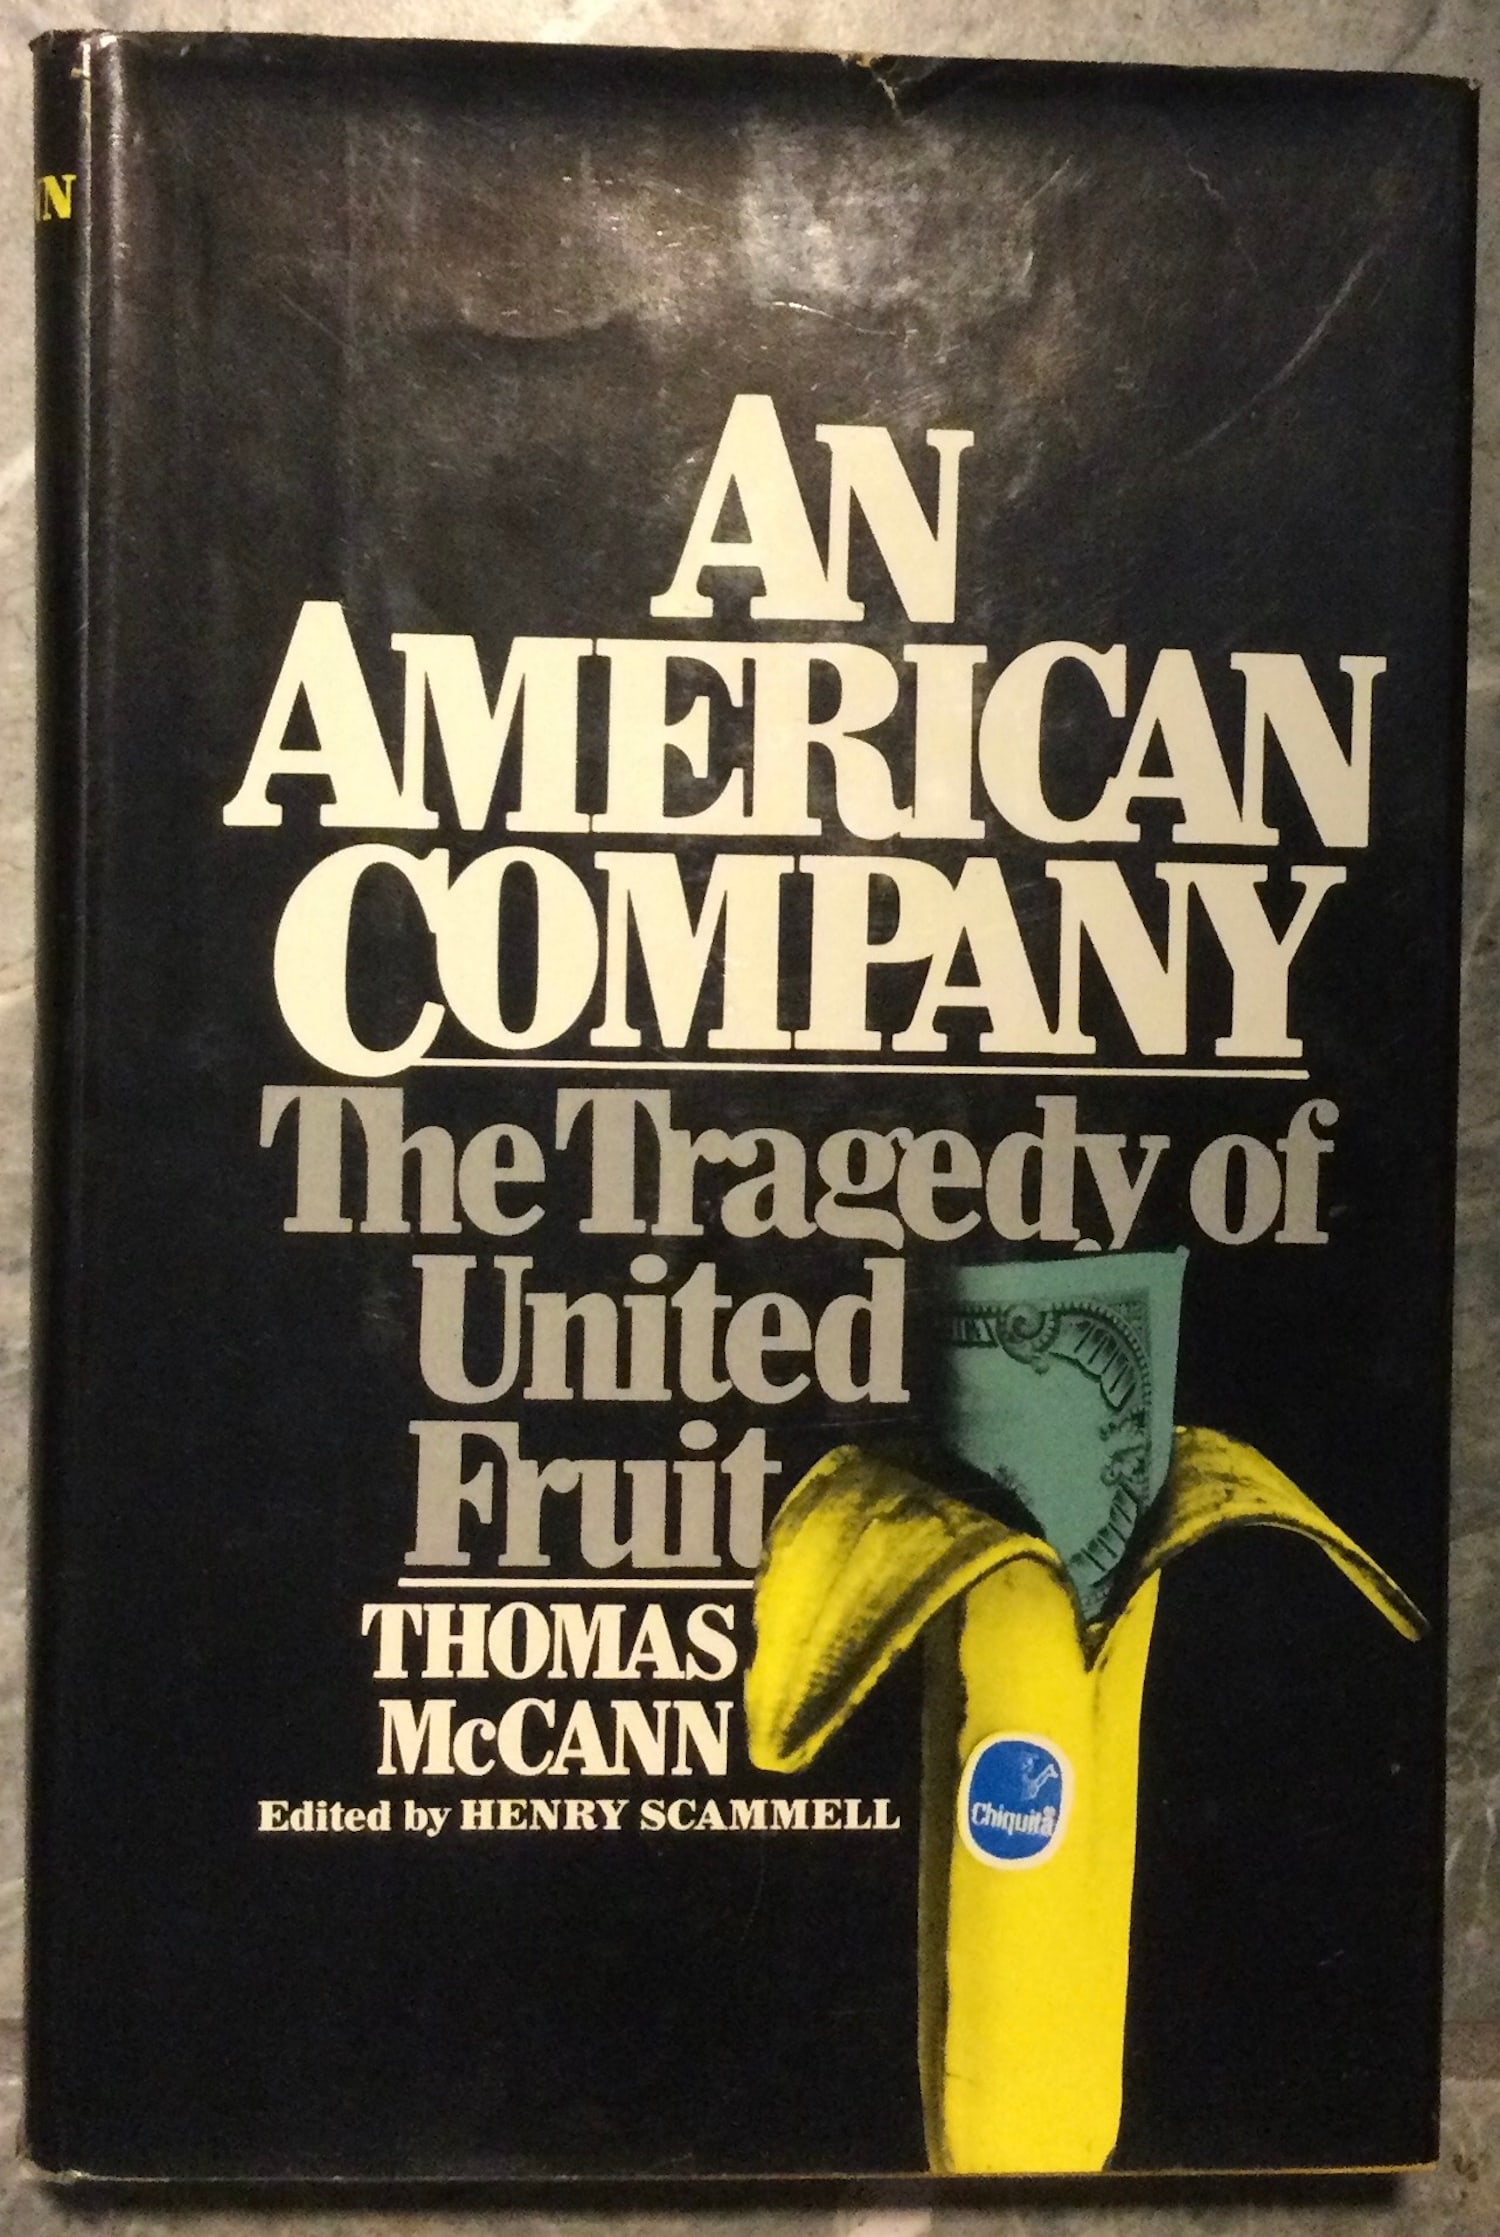 AN
AMERICAN
COMPANY
The Tragedy of
United
Fruit
THOMAS
McCANN
Edited by HENRY SCAMMELL
Chiquita